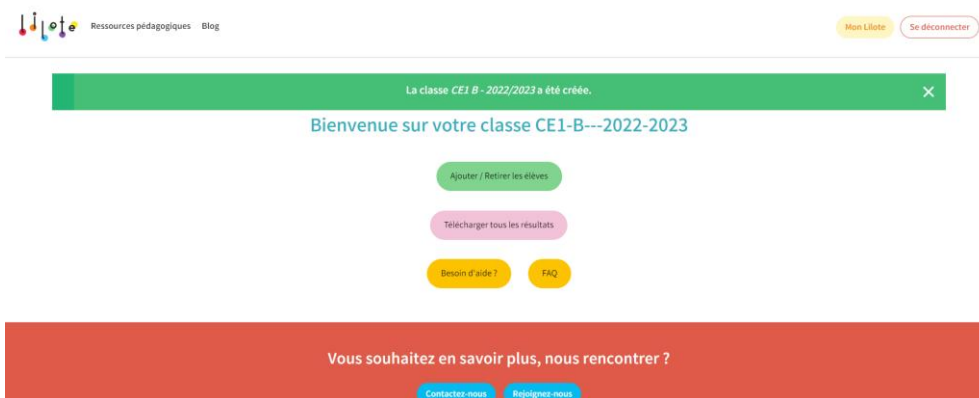 Lilote Ressources pédagogiques Blog Mon Lilote Se déconnecter
La classe CE1 B - 2022/2023 a été créée.
Bienvenue sur votre classe CE1-B---2022-2023
Ajouter / Retirer les élèves
Télécharger tous les résultats
Besoin d'aide ? FAQ
Vous souhaitez en savoir plus, nous rencontrer ?
Contactez-nous Rejoignez-nous